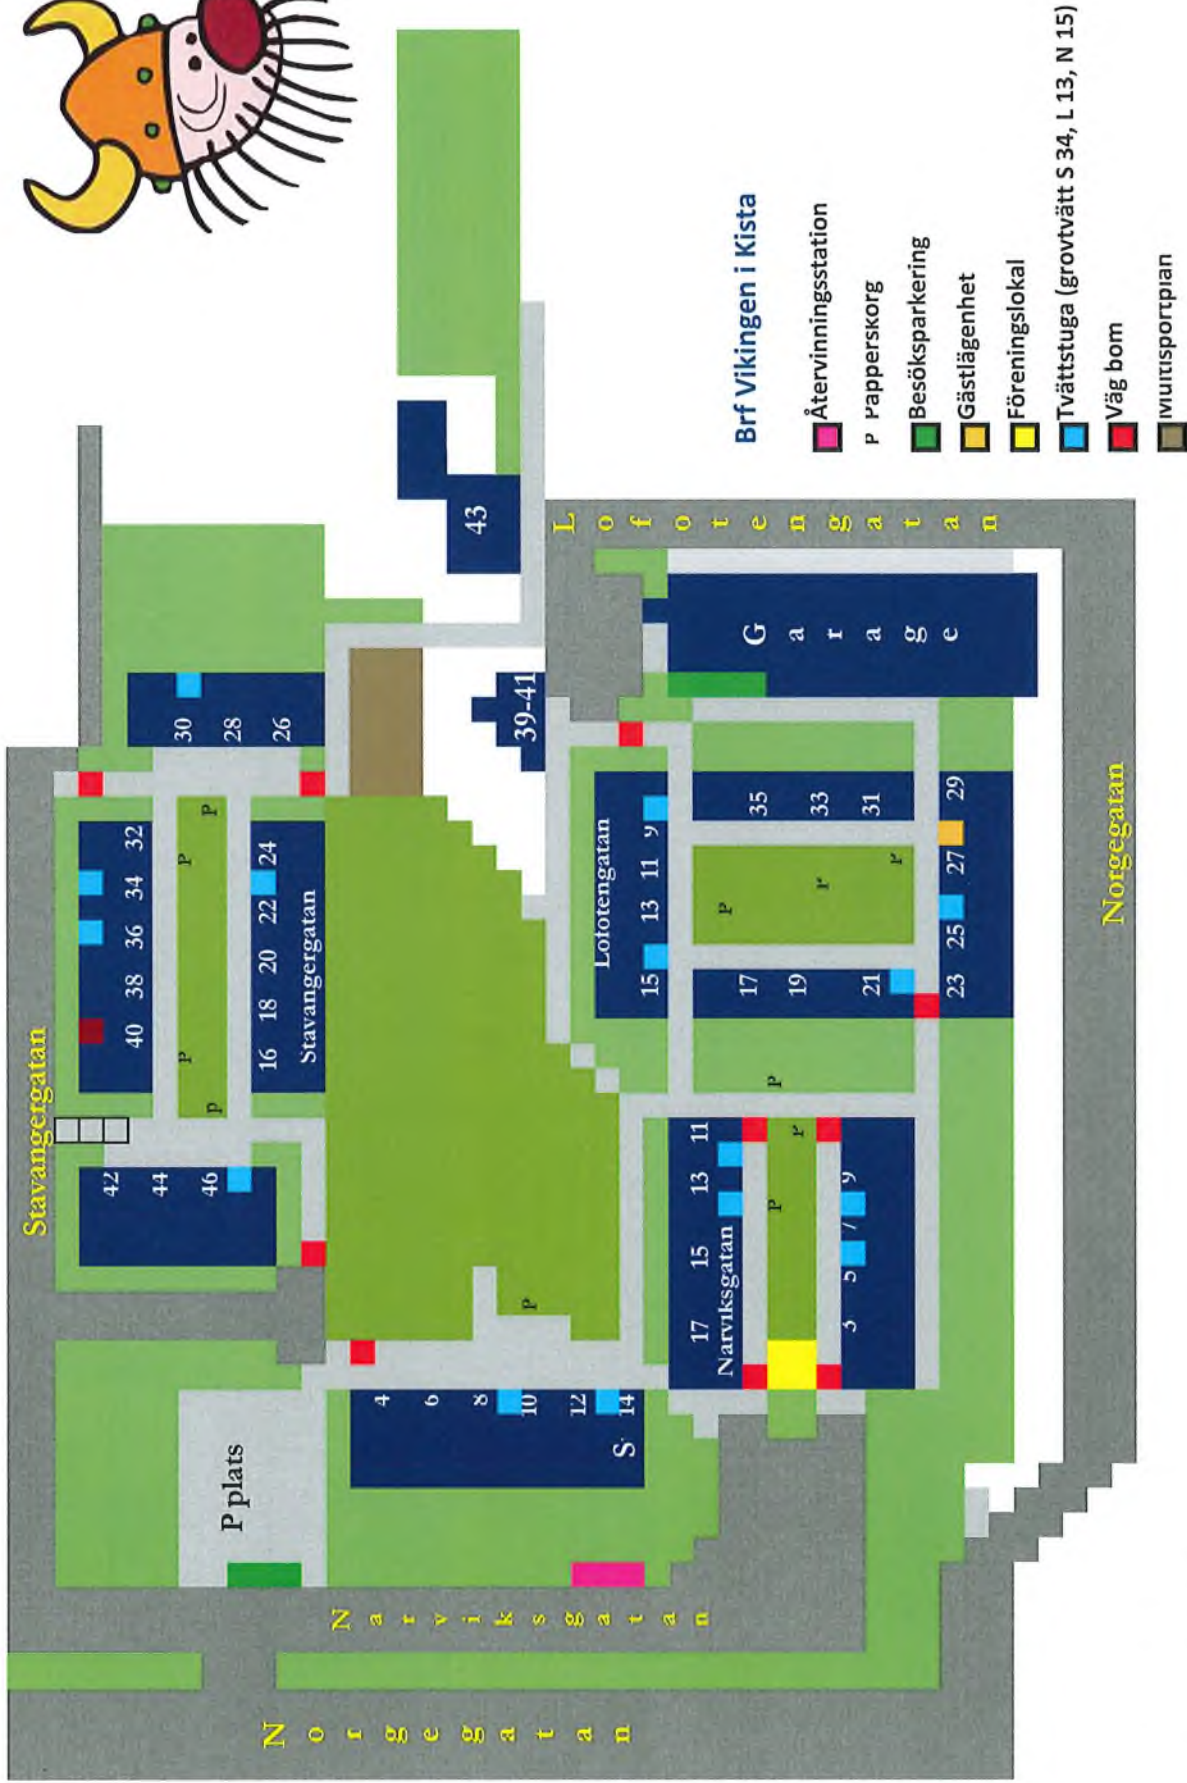 Stavangergatan
42
44
46
40 38 36 34 32
P P P
P
16 18 20 22 24
Stavangergatan
30
28
26
P plats
Norgegatan
Narviksgatan
4
6
8
10
12
14
S
P
43
39-41
Lofotengatan
15 13 11 9
17
19
21
P
P
35
33
31
23 25 27 29
Garage
Lofotengatan
17 15 13 11
Narviksgatan
P
3 5 7 9
Norgegatan
Brf Vikingen i Kista
Återvinningsstation
P Papperskorg
Besöksparkering
Gästlägenhet
Föreningslokal
Tvättstuga (grovtvätt S 34, L 13, N 15)
Väg bom
Multisportplan